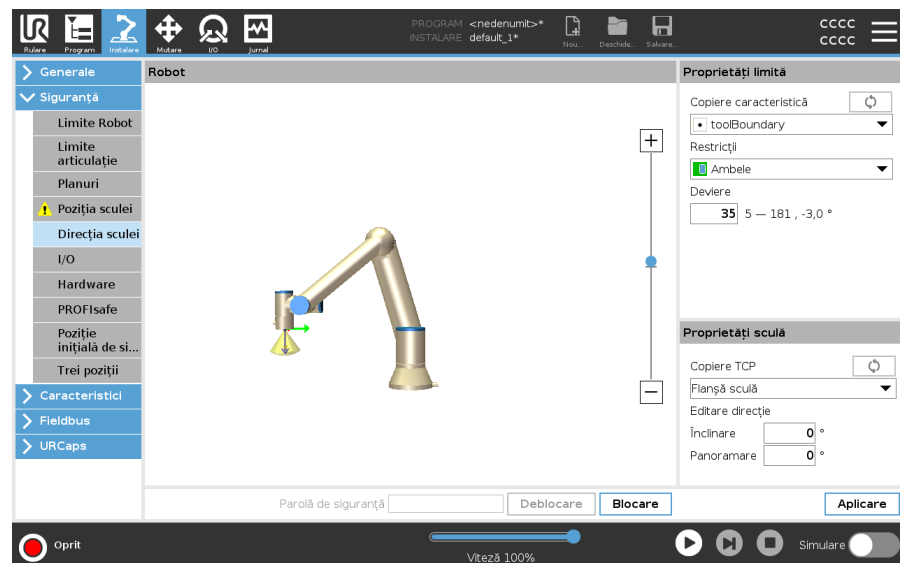 PROGRAM <nedenumit>*
INSTALARE default_1*
Rulare Program Instalare Mutare I/O Jurnal Nou... Deschide... Salvare...
CCCC
CCCC
Generale
Siguranță
Limite Robot
Limite
articulație
Planuri
Poziția sculei
Direcția sculei
I/O
Hardware
PROFIsafe
Poziție
inițială de si...
Trei poziții
Caracteristici
Fieldbus
URCaps
Robot
Proprietăți limită
Copiere caracteristică
toolBoundary
Restricții
Ambele
Deviere
35 5 — 181 , -3,0 °
Proprietăți sculă
Copiere TCP
Flanșă sculă
Editare direcție
Înclinare 0 °
Panoramare 0 °
Parolă de siguranță Deblocare Blocare Aplicare
Oprit
Viteză 100%
Simulare